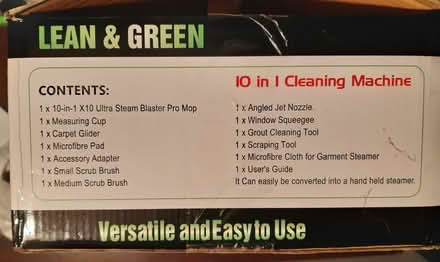 LEAN & GREEN
CONTENTS:
1 x 10-in-1 X10 Ultra Steam Blaster Pro Mop
1 x Measuring Cup
1 x Carpet Glider
1 x Microfibre Pad
1 x Accessory Adapter
1 x Small Scrub Brush
1 x Medium Scrub Brush
10 in 1 Cleaning Machine
1 x Angled Jet Nozzle
1 x Window Squeegee
1 x Grout Cleaning Tool
1 x Scraping Tool
1 x Microfibre Cloth for Garment Steamer
1 x User's Guide
It Can easily be converted into a hand held steamer.
Versatile and Easy to Use